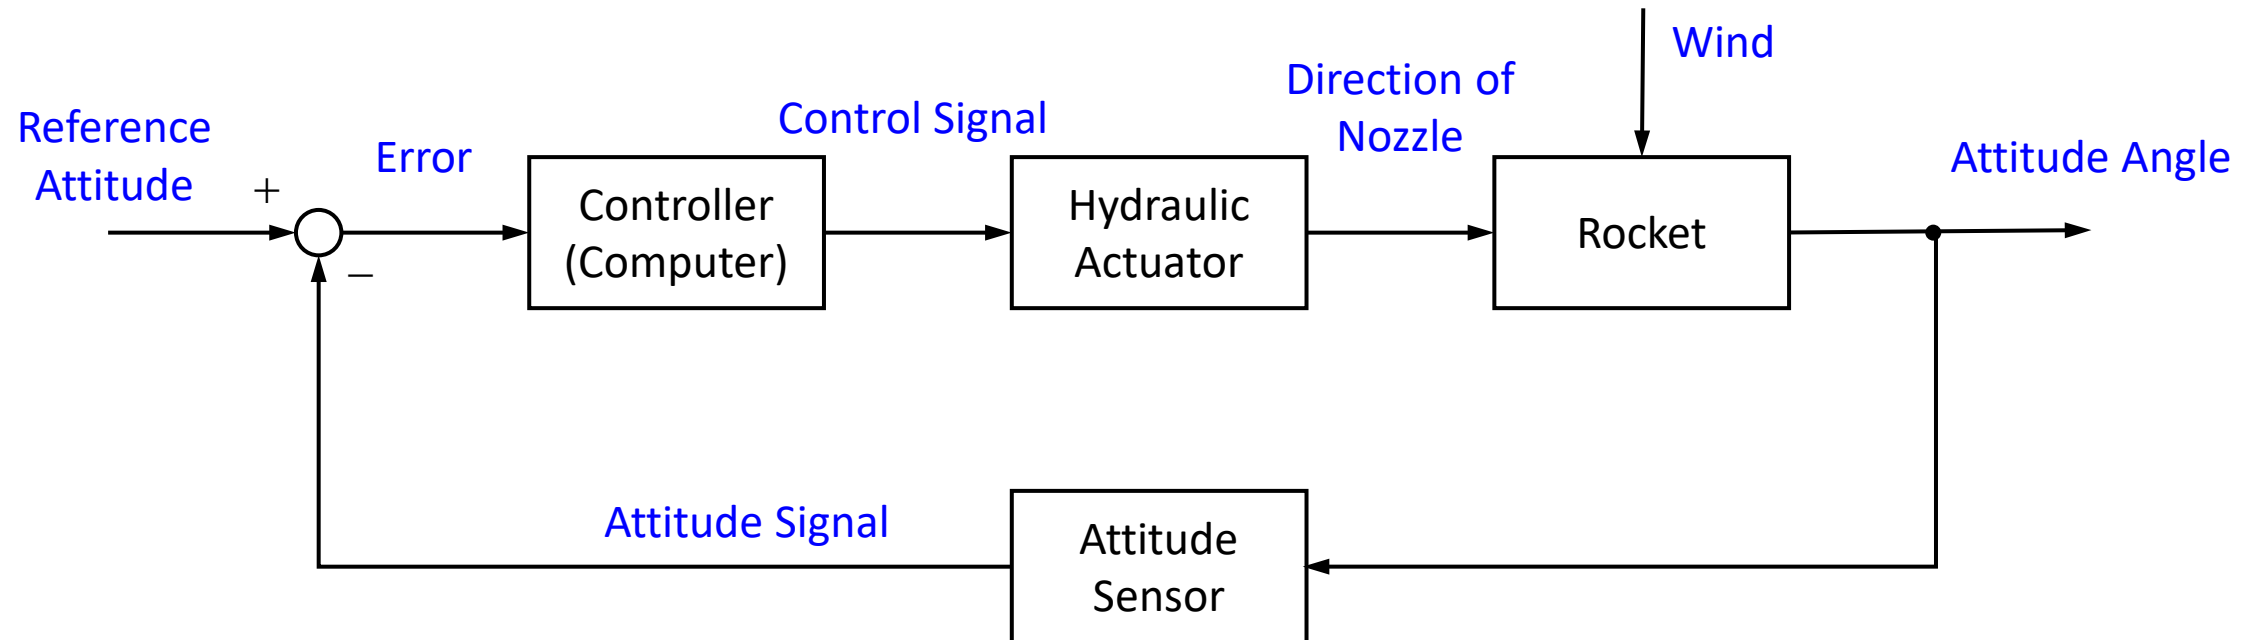 Wind
Direction of
Nozzle
Control Signal
Reference
Attitude
Error
Attitude Angle
+
−
Controller
(Computer)
Hydraulic
Actuator
Rocket
Attitude Signal
Attitude
Sensor